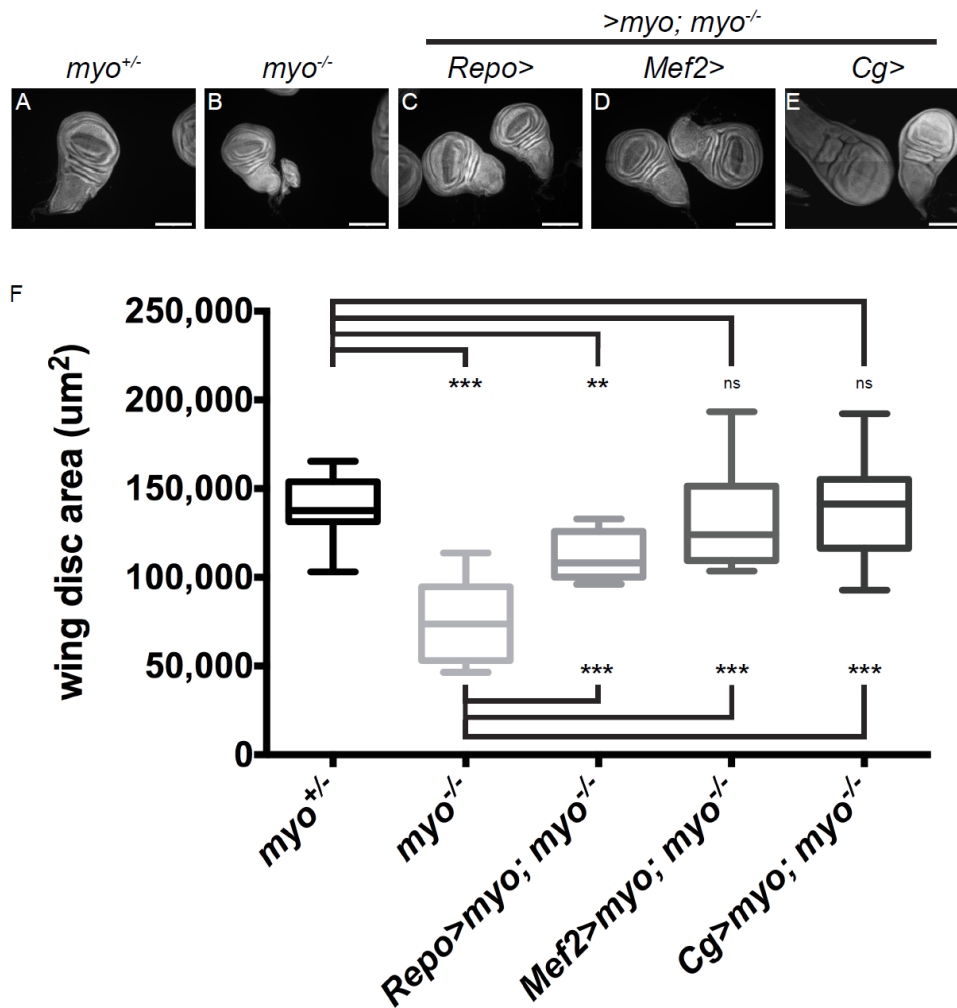 >myo; myo-/-
myo+/- myo-/- Repo> Mef2> Cg>
A B C D E
F
250,000
200,000
150,000
100,000
50,000
0
wing disc area (um2)
*** ** ns ns
*** *** ***
myo+/-
myo-/-
Repo>myo; myo-/-
Mef2>myo; myo-/-
Cg>myo; myo-/-